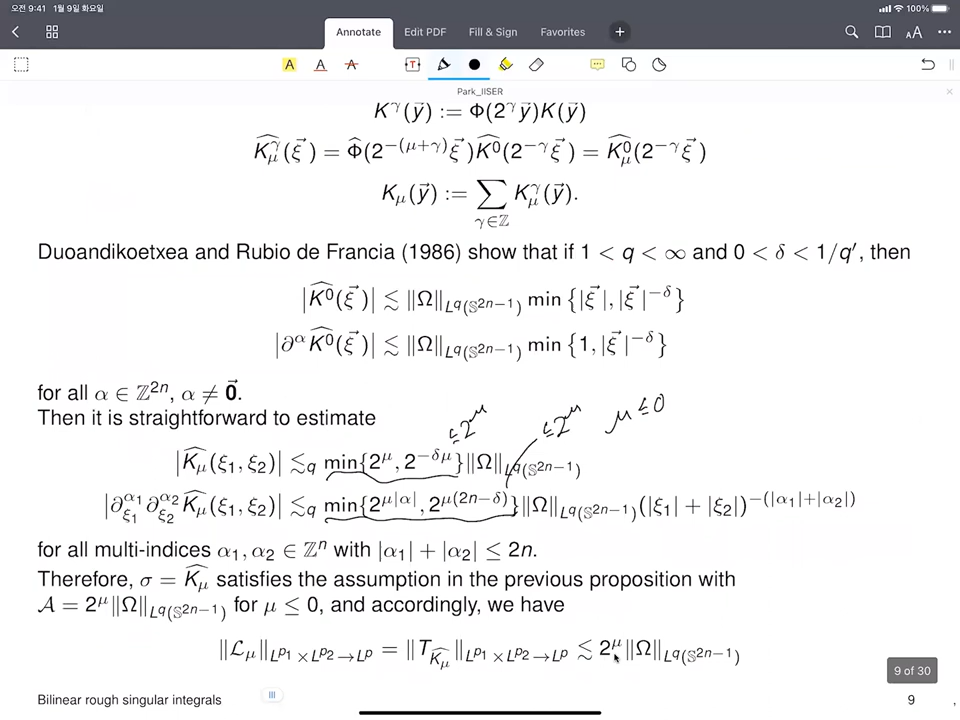 오전 9:41 1월 9일 화요일 100%
Annotate Edit PDF Fill & Sign Favorites
Park_IISER
K^γ(y⃗) := Φ(2^γ y⃗)K(y⃗)
\widehat{K_μ^γ}(ξ⃗) = Φ̂(2^{-(μ+γ)}ξ⃗)\widehat{K^0}(2^{-γ}ξ⃗) = \widehat{K_μ^0}(2^{-γ}ξ⃗)
K_μ(y⃗) := ∑_{γ∈ℤ} K_μ^γ(y⃗).
Duoandikoetxea and Rubio de Francia (1986) show that if 1 < q < ∞ and 0 < δ < 1/q′, then
|\widehat{K^0}(ξ⃗)| ≲ ‖Ω‖_{L^q(𝕊^{2n−1})} min {|ξ⃗|, |ξ⃗|^{−δ}}
|∂^α \widehat{K^0}(ξ⃗)| ≲ ‖Ω‖_{L^q(𝕊^{2n−1})} min {1, |ξ⃗|^{−δ}}
for all α ∈ ℤ^{2n}, α ≠ 0⃗.
Then it is straightforward to estimate
≤2^μ ≤2^μ μ≤0
|\widehat{K_μ}(ξ_1, ξ_2)| ≲_q min{2^μ, 2^{−δμ}}‖Ω‖_{L^q(𝕊^{2n−1})}
|∂_{ξ_1}^{α_1} ∂_{ξ_2}^{α_2} \widehat{K_μ}(ξ_1, ξ_2)| ≲_q min{2^{μ|α|}, 2^{μ(2n−δ)}}‖Ω‖_{L^q(𝕊^{2n−1})}(|ξ_1| + |ξ_2|)^{−(|α_1|+|α_2|)}
for all multi-indices α_1, α_2 ∈ ℤ^n with |α_1| + |α_2| ≤ 2n.
Therefore, σ = \widehat{K_μ} satisfies the assumption in the previous proposition with
𝒜 = 2^μ‖Ω‖_{L^q(𝕊^{2n−1})} for μ ≤ 0, and accordingly, we have
‖ℒ_μ‖_{L^{p_1}×L^{p_2}→L^p} = ‖T_{\widehat{K_μ}}‖_{L^{p_1}×L^{p_2}→L^p} ≲ 2^μ‖Ω‖_{L^q(𝕊^{2n−1})}
9 of 30
Bilinear rough singular integrals 9